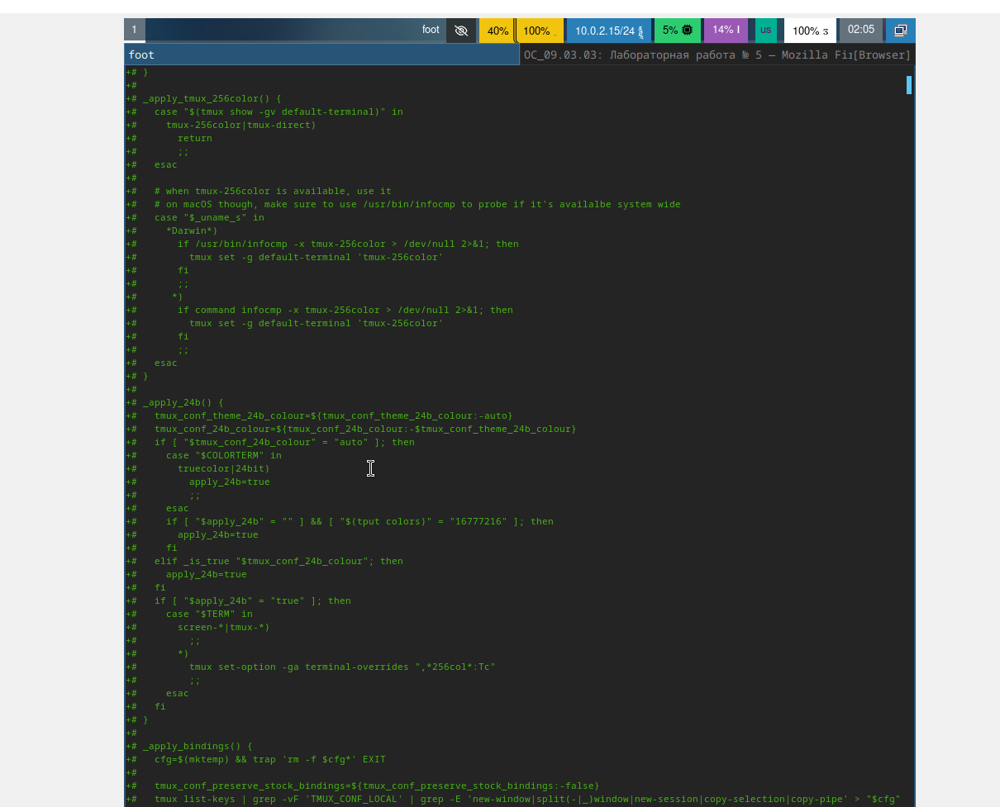 1 foot 40% 100% 10.0.2.15/24 5% 14% us 100% 02:05
foot OC_09.03.03: Лабораторная работа № 5 — Mozilla Fi [Browser]
+# }
+#
+# _apply_tmux_256color() {
+#   case "$(tmux show -gv default-terminal)" in
+#     tmux-256color|tmux-direct)
+#       return
+#       ;;
+#   esac
+#
+#   # when tmux-256color is available, use it
+#   # on macOS though, make sure to use /usr/bin/infocmp to probe if it's availalbe system wide
+#   case "$_uname_s" in
+#     *Darwin*)
+#       if /usr/bin/infocmp -x tmux-256color > /dev/null 2>&1; then
+#         tmux set -g default-terminal 'tmux-256color'
+#       fi
+#       ;;
+#      *)
+#       if command infocmp -x tmux-256color > /dev/null 2>&1; then
+#         tmux set -g default-terminal 'tmux-256color'
+#       fi
+#       ;;
+#   esac
+# }
+#
+# _apply_24b() {
+#   tmux_conf_theme_24b_colour=${tmux_conf_theme_24b_colour:-auto}
+#   tmux_conf_24b_colour=${tmux_conf_24b_colour:-$tmux_conf_theme_24b_colour}
+#   if [ "$tmux_conf_24b_colour" = "auto" ]; then
+#     case "$COLORTERM" in
+#       truecolor|24bit)
+#         apply_24b=true
+#         ;;
+#     esac
+#     if [ "$apply_24b" = "" ] && [ "$(tput colors)" = "16777216" ]; then
+#       apply_24b=true
+#     fi
+#   elif _is_true "$tmux_conf_24b_colour"; then
+#     apply_24b=true
+#   fi
+#   if [ "$apply_24b" = "true" ]; then
+#     case "$TERM" in
+#       screen-*|tmux-*)
+#         ;;
+#       *)
+#         tmux set-option -ga terminal-overrides ",*256col*:Tc"
+#         ;;
+#     esac
+#   fi
+# }
+#
+# _apply_bindings() {
+#   cfg=$(mktemp) && trap 'rm -f $cfg*' EXIT
+#
+#   tmux_conf_preserve_stock_bindings=${tmux_conf_preserve_stock_bindings:-false}
+#   tmux list-keys | grep -vF 'TMUX_CONF_LOCAL' | grep -E 'new-window|split(-|_)window|new-session|copy-selection|copy-pipe' > "$cfg"